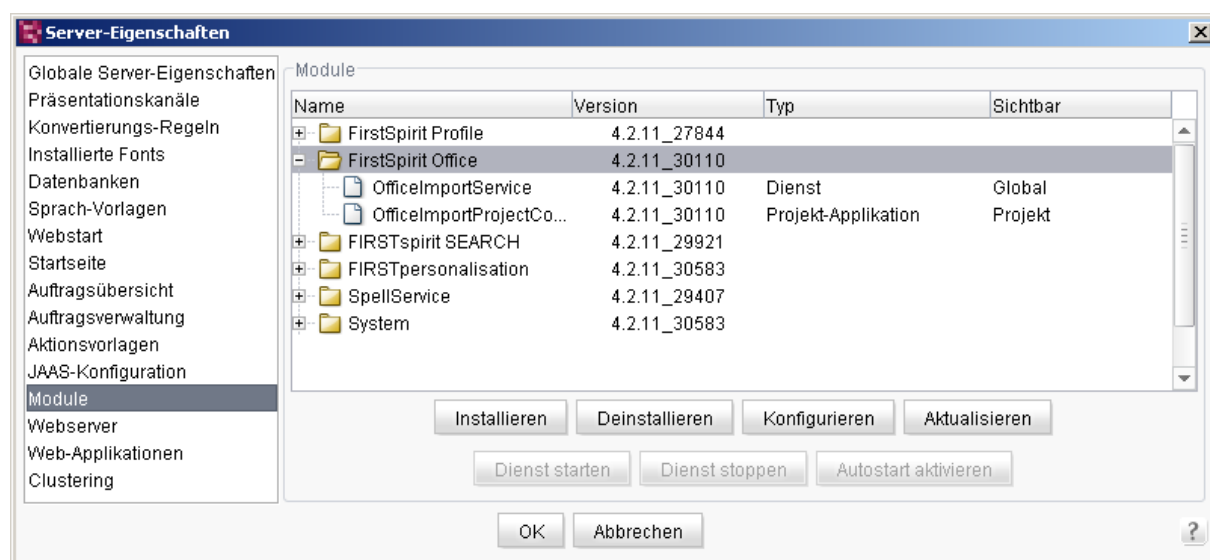 Server-Eigenschaften
Globale Server-Eigenschaften
Präsentationskanäle
Konvertierungs-Regeln
Installierte Fonts
Datenbanken
Sprach-Vorlagen
Webstart
Startseite
Auftragsübersicht
Auftragsverwaltung
Aktionsvorlagen
JAAS-Konfiguration
Module
Webserver
Web-Applikationen
Clustering
Module
Name Version Typ Sichtbar
FirstSpirit Profile 4.2.11_27844
FirstSpirit Office 4.2.11_30110
OfficeImportService 4.2.11_30110 Dienst Global
OfficeImportProjectCo... 4.2.11_30110 Projekt-Applikation Projekt
FIRSTspirit SEARCH 4.2.11_29921
FIRSTpersonalisation 4.2.11_30583
SpellService 4.2.11_29407
System 4.2.11_30583
Installieren Deinstallieren Konfigurieren Aktualisieren
Dienst starten Dienst stoppen Autostart aktivieren
OK Abbrechen ?